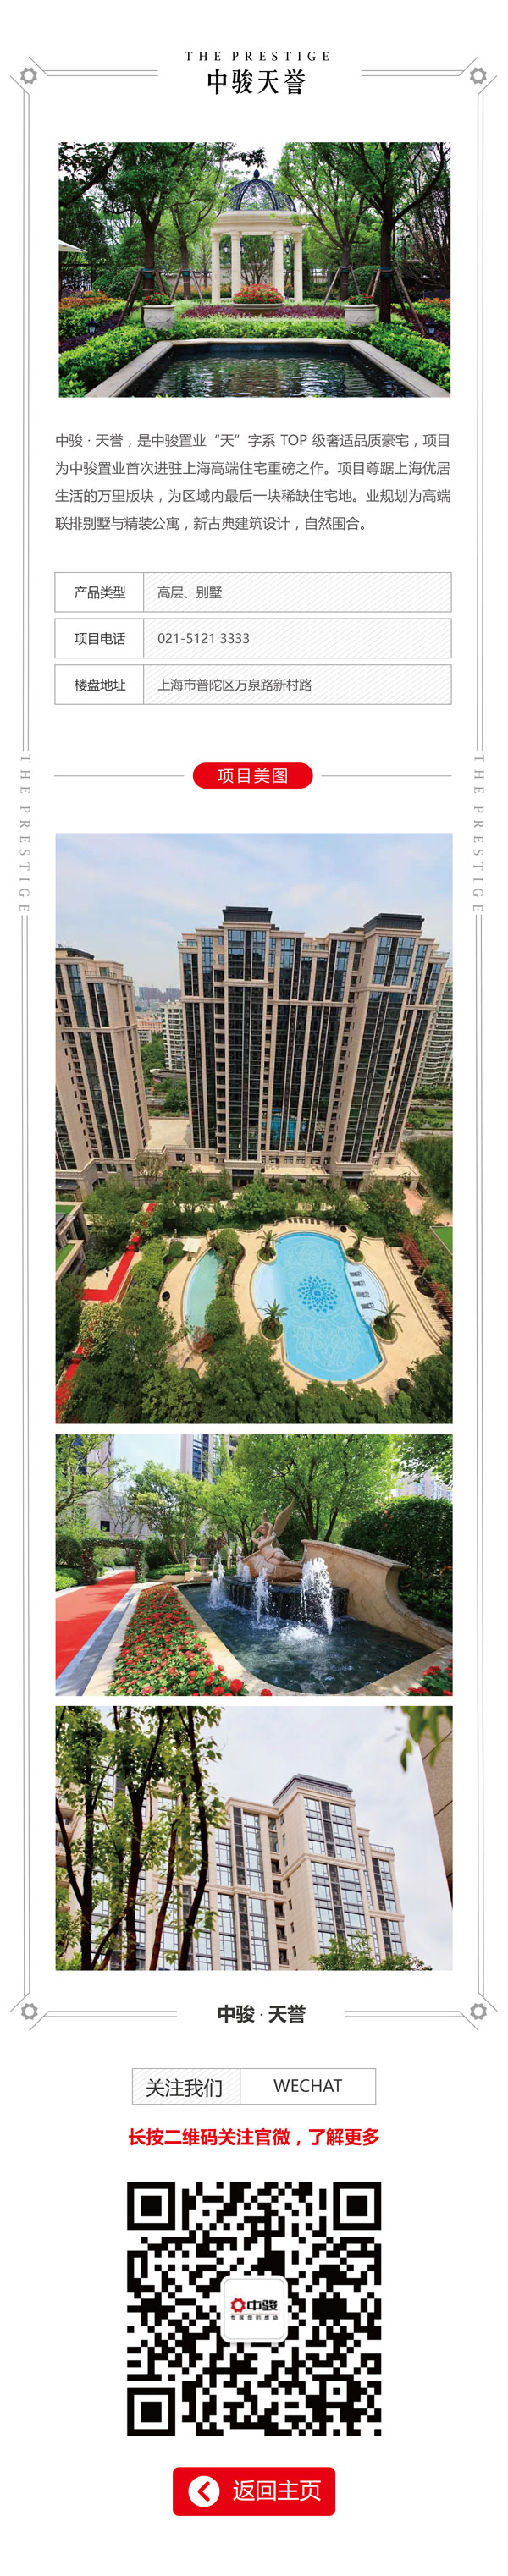 THE PRESTIGE
中骏天誉
中骏 · 天誉，是中骏置业“天”字系 TOP 级奢适品质豪宅，项目
为中骏置业首次进驻上海高端住宅重磅之作。项目尊踞上海优居
生活的万里版块，为区域内最后一块稀缺住宅地。业规划为高端
联排别墅与精装公寓，新古典建筑设计，自然围合。
产品类型 高层、别墅
项目电话 021-5121 3333
楼盘地址 上海市普陀区万泉路新村路
THE PRESTIGE
THE PRESTIGE
项目美图
中骏 · 天誉
关注我们 WECHAT
长按二维码关注官微，了解更多
中骏
专筑您的感动
返回主页